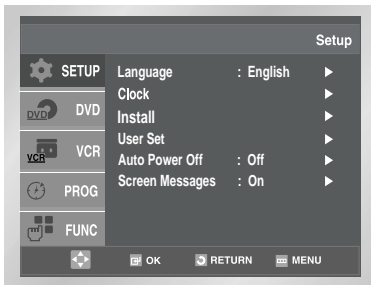 Setup
SETUP
Language : English ►
Clock ►
DVD DVD
Install ►
User Set ►
VCR VCR
Auto Power Off : Off ►
Screen Messages : On ►
PROG
FUNC
OK RETURN MENU